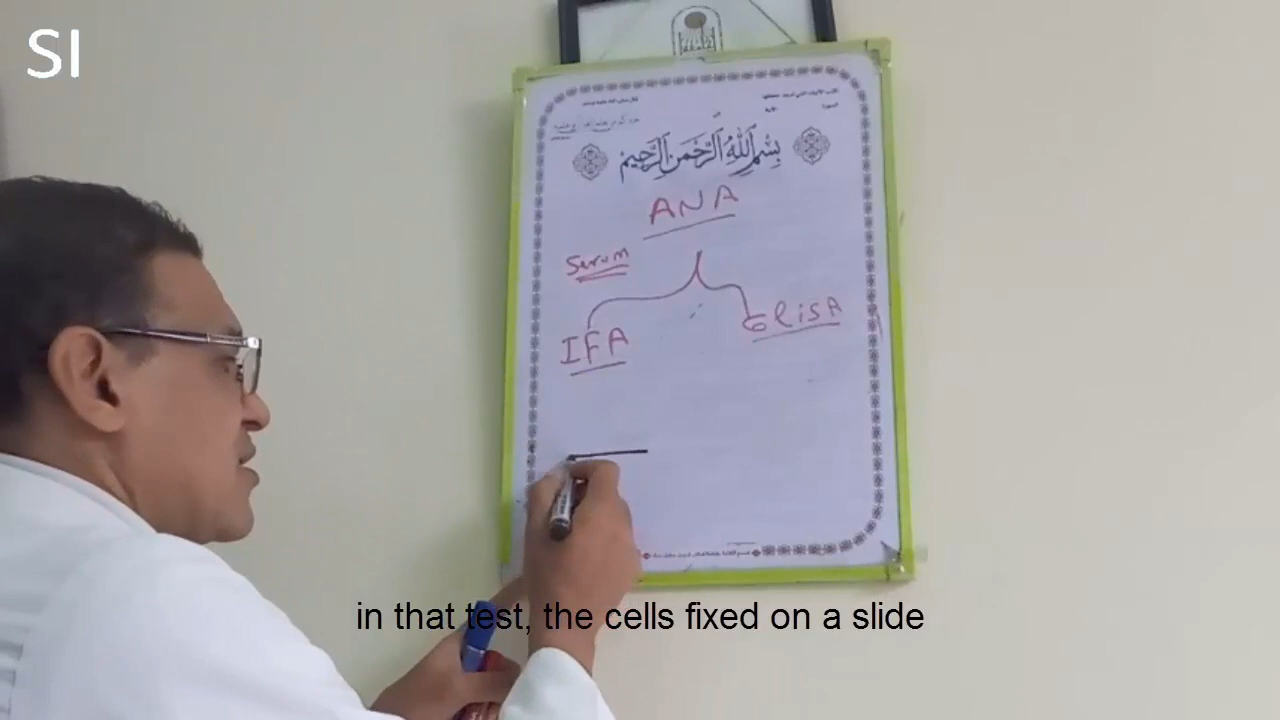 SI
بِسْمِ اللَّهِ الرَّحْمَنِ الرَّحِيمِ
ANA
Serum
IFA
ElisA
in that test, the cells fixed on a slide